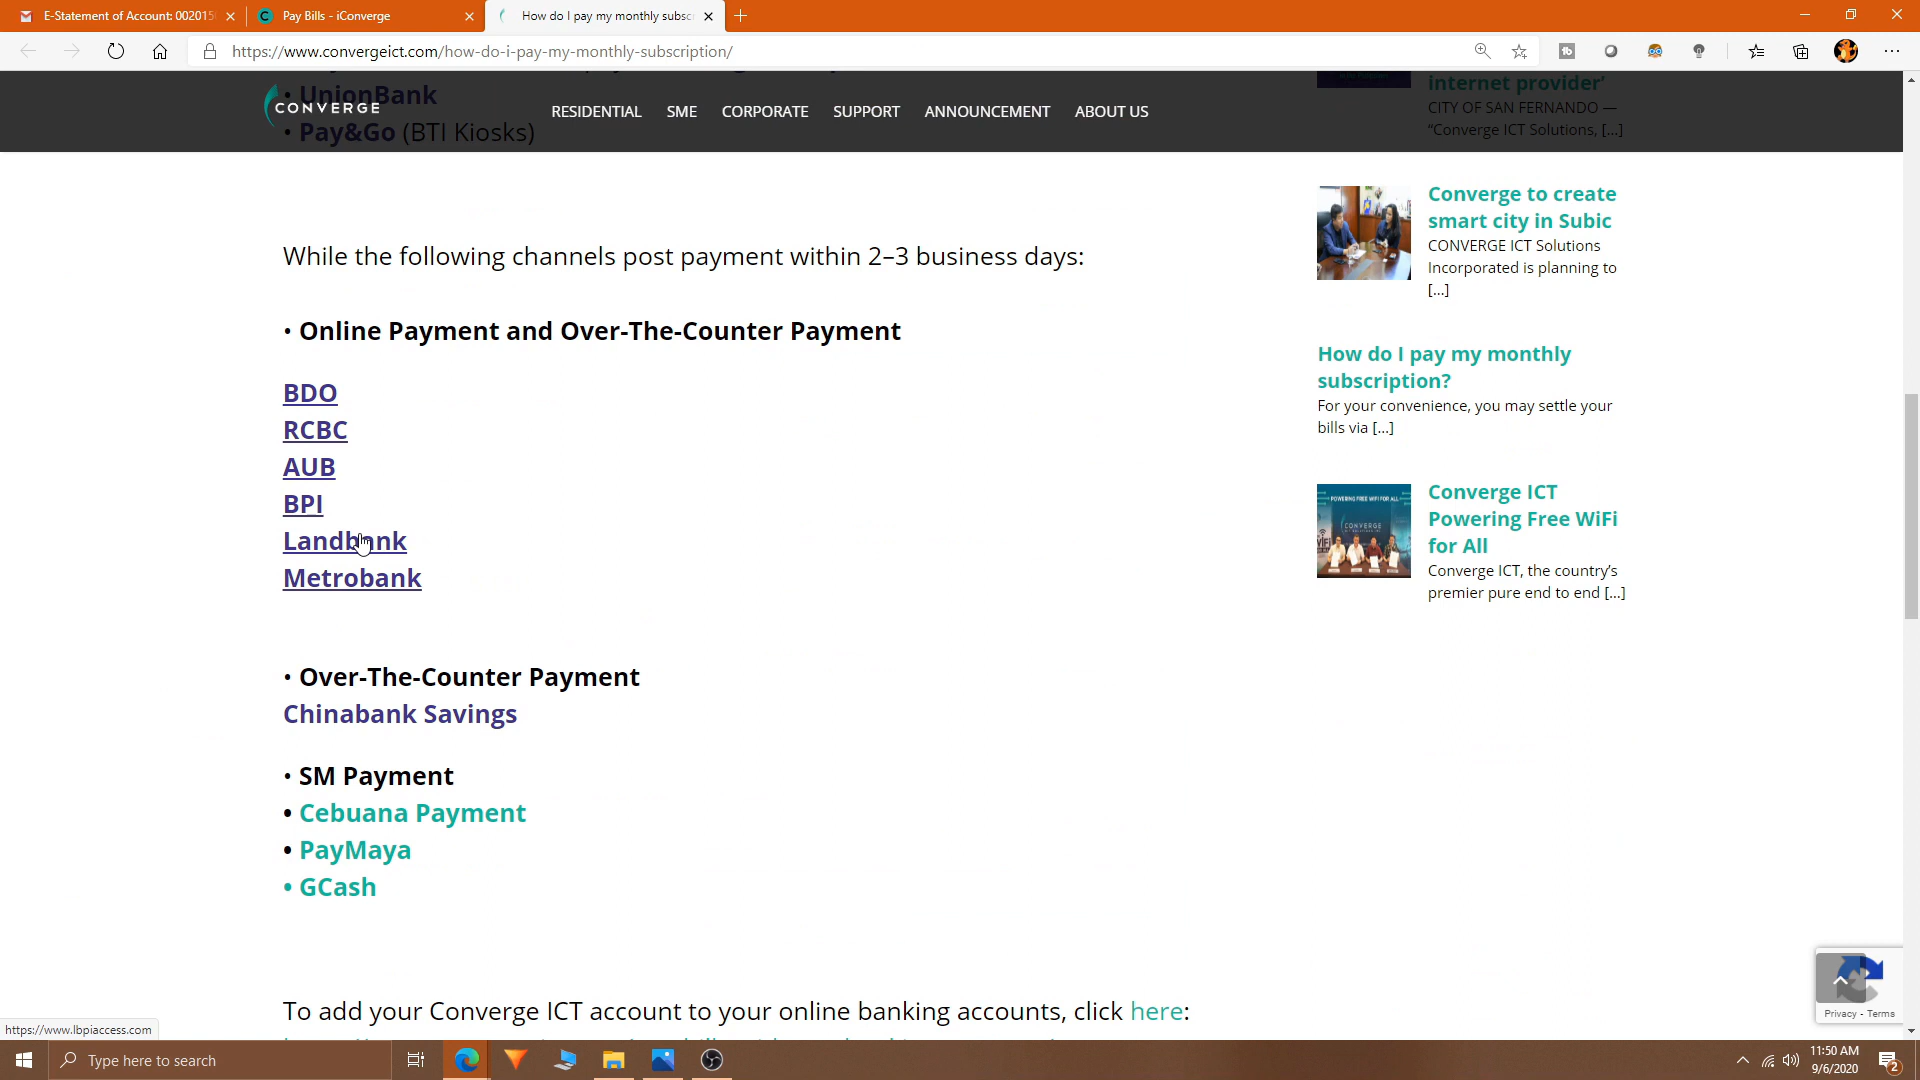 E-Statement of Account: 002015
Pay Bills - iConverge
How do I pay my monthly subsc
https://www.convergeict.com/how-do-i-pay-my-monthly-subscription/
CONVERGE
RESIDENTIAL SME CORPORATE SUPPORT ANNOUNCEMENT ABOUT US
• UnionBank
• Pay&Go (BTI Kiosks)
While the following channels post payment within 2–3 business days:
• Online Payment and Over-The-Counter Payment
BDO
RCBC
AUB
BPI
Landbank
Metrobank
• Over-The-Counter Payment
Chinabank Savings
• SM Payment
• Cebuana Payment
• PayMaya
• GCash
To add your Converge ICT account to your online banking accounts, click here:
internet provider’
CITY OF SAN FERNANDO —
“Converge ICT Solutions, [...]
Converge to create
smart city in Subic
CONVERGE ICT Solutions
Incorporated is planning to
[...]
How do I pay my monthly
subscription?
For your convenience, you may settle your
bills via [...]
POWERING FREE WIFI FOR ALL
CONVERGE
Converge ICT
Powering Free WiFi
for All
Converge ICT, the country’s
premier pure end to end [...]
Privacy - Terms
https://www.lbpiaccess.com
Type here to search
11:50 AM
9/6/2020
2